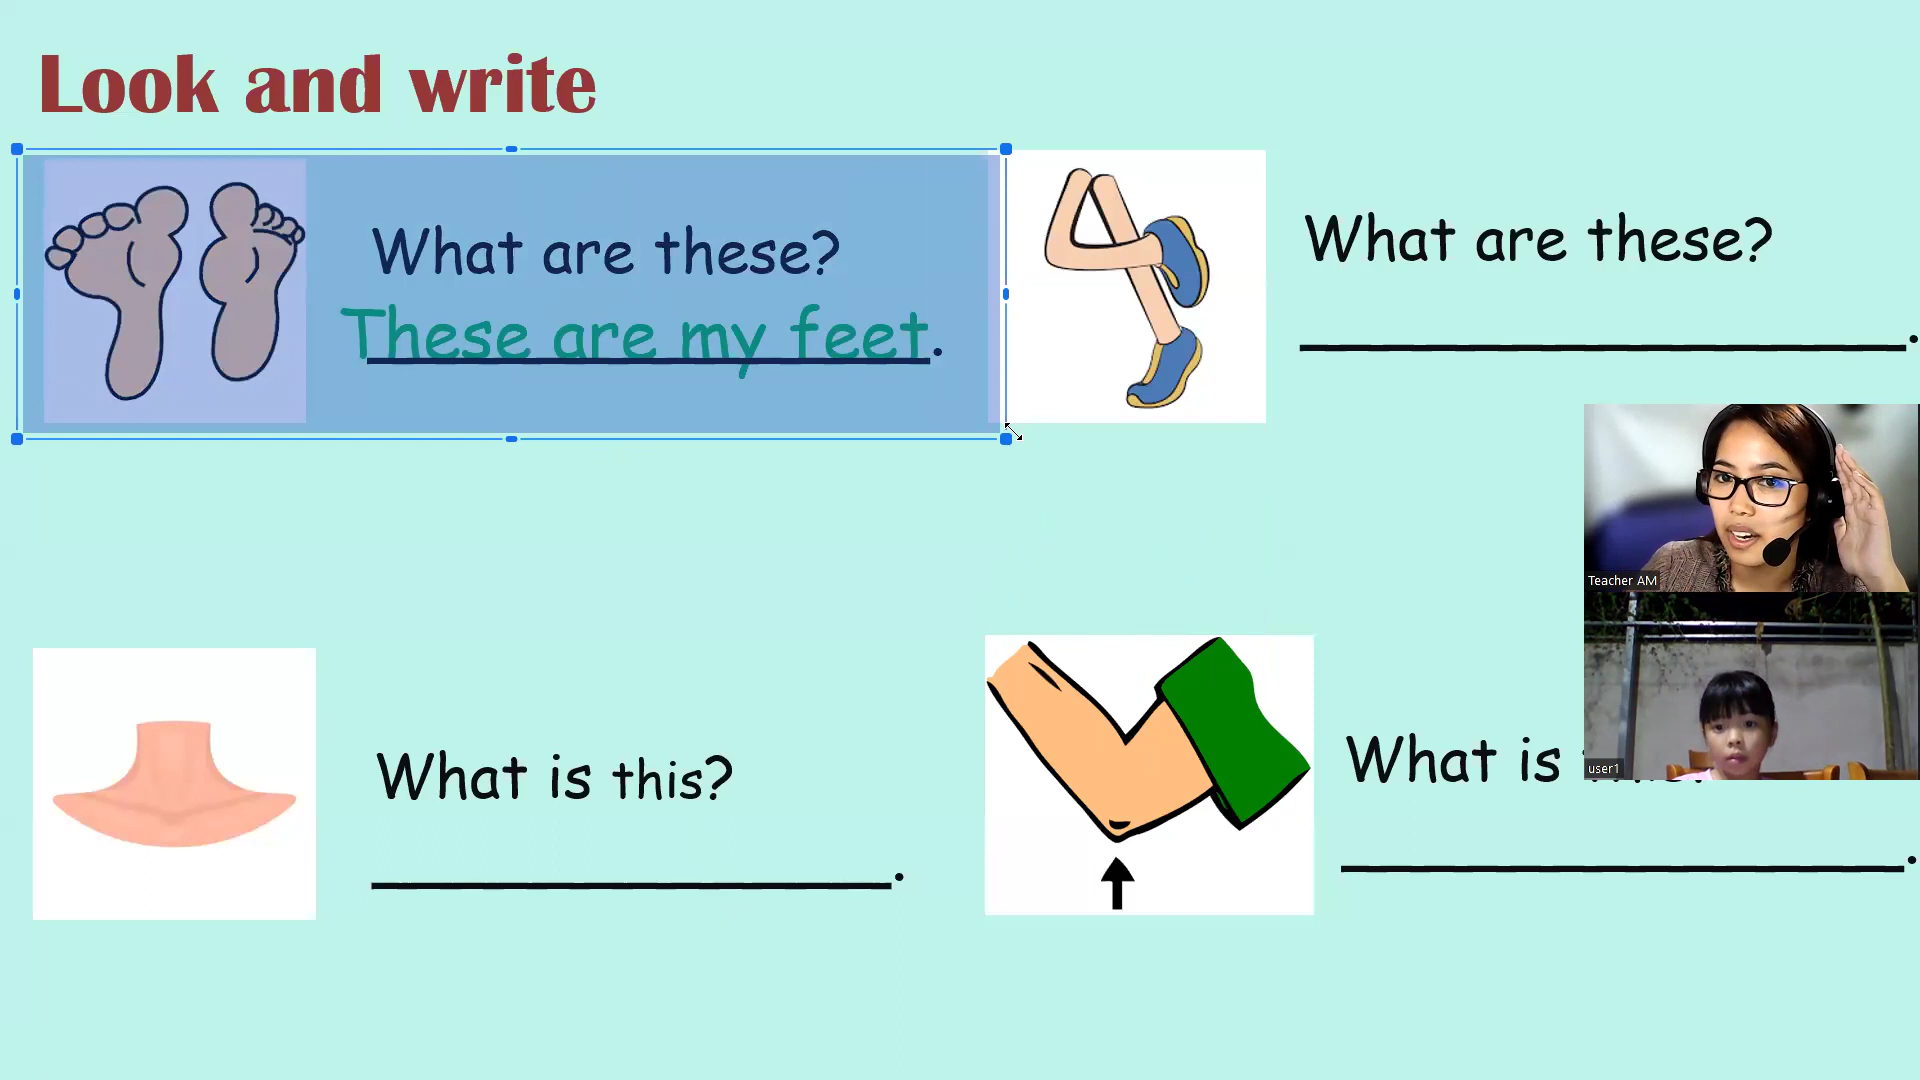 Look and write
What are these?
These are my feet.
What are these?
.
Teacher AM
user1
What is this?
.
What is
.